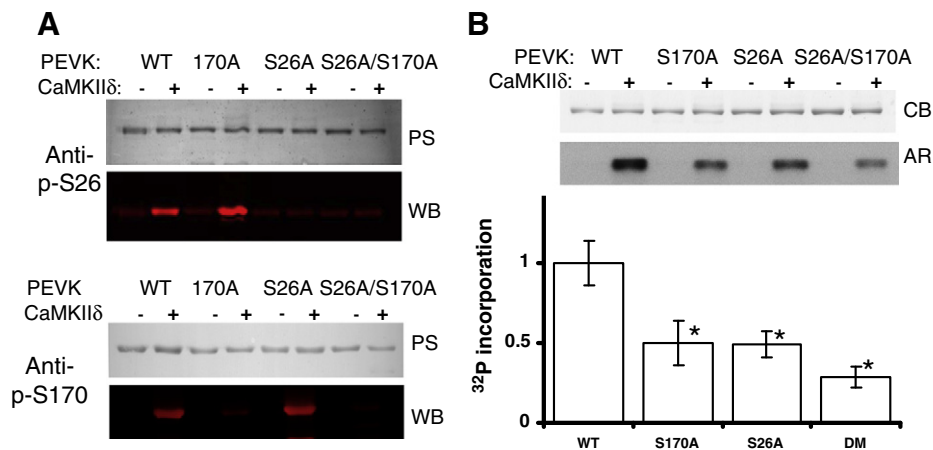 A
PEVK: WT 170A S26A S26A/S170A
CaMKIIδ: - + - + - + - +
Anti-
p-S26
PS
WB
PEVK WT 170A S26A S26A/S170A
CaMKIIδ - + - + - + - +
Anti-
p-S170
PS
WB
B
PEVK: WT S170A S26A S26A/S170A
CaMKIIδ: - + - + - + - +
CB
AR
32P incorporation
1
0.5
0
* * *
WT S170A S26A DM